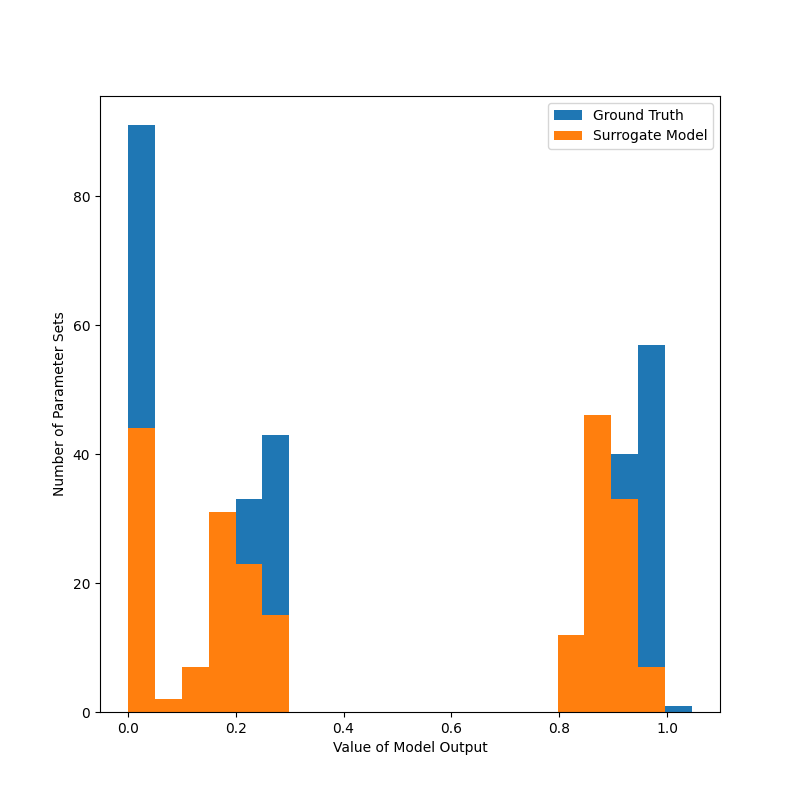 Ground Truth
Surrogate Model
80
60
40
20
0
0.0 0.2 0.4 0.6 0.8 1.0
Value of Model Output
Number of Parameter Sets